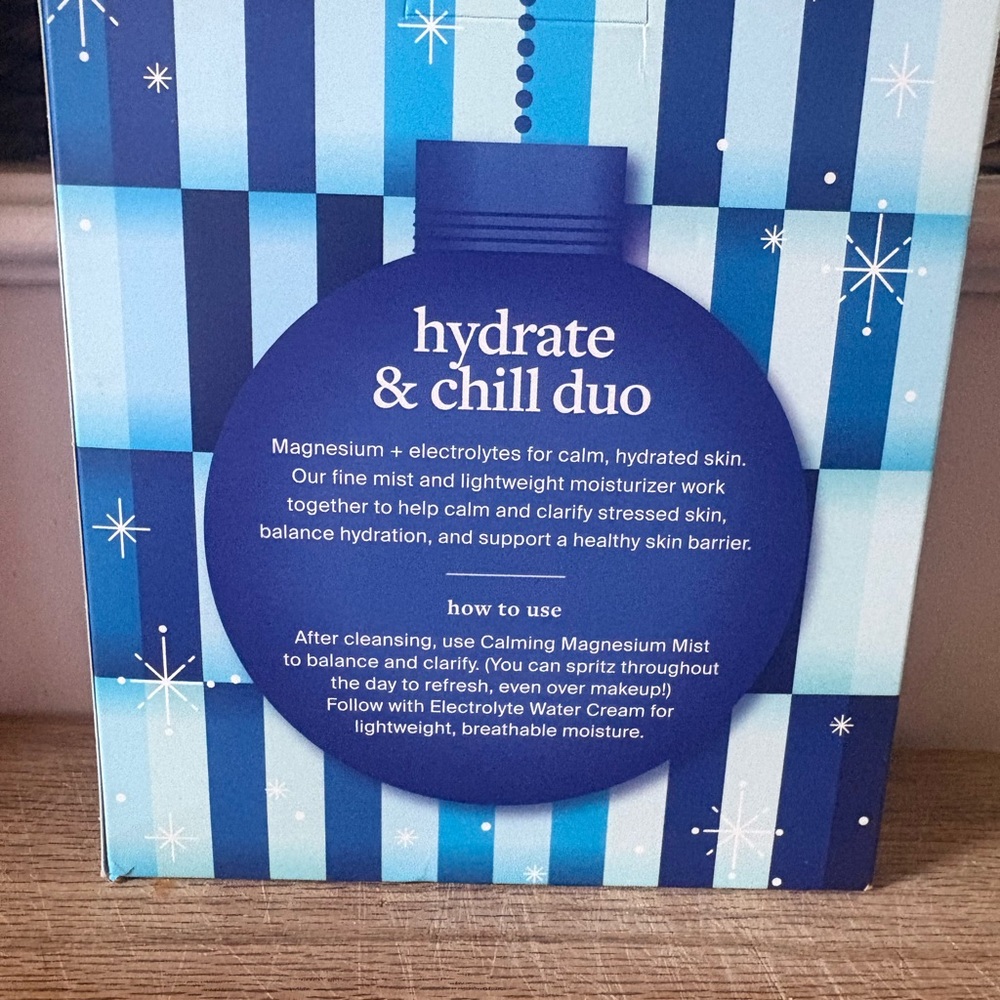 hydrate
& chill duo
Magnesium + electrolytes for calm, hydrated skin.
Our fine mist and lightweight moisturizer work
together to help calm and clarify stressed skin,
balance hydration, and support a healthy skin barrier.
how to use
After cleansing, use Calming Magnesium Mist
to balance and clarify. (You can spritz throughout
the day to refresh, even over makeup!)
Follow with Electrolyte Water Cream for
lightweight, breathable moisture.